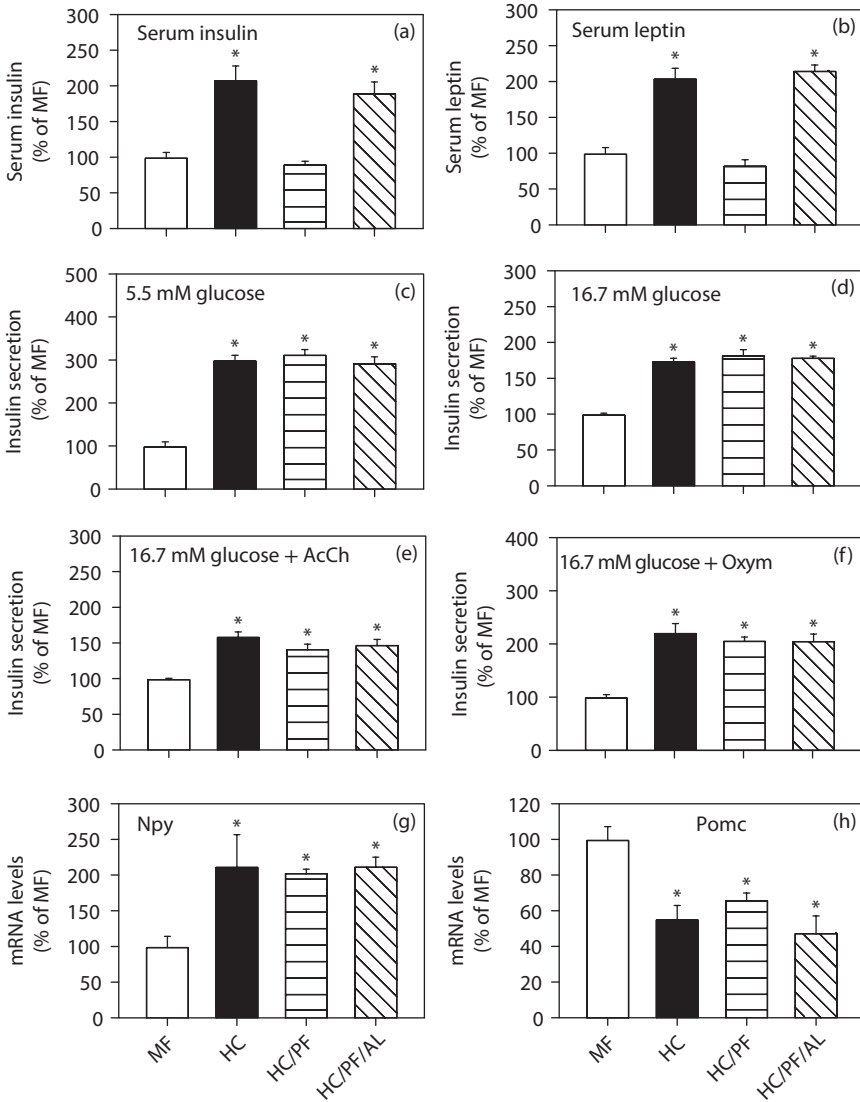 Serum insulin
(% of MF)
300
250
200
150
100
50
0
Serum insulin
(a)
*
*
Serum leptin
(% of MF)
300
250
200
150
100
50
0
Serum leptin
(b)
*
*
Insulin secretion
(% of MF)
500
400
300
200
100
0
5.5 mM glucose
(c)
*
*
*
Insulin secretion
(% of MF)
300
250
200
150
100
50
0
16.7 mM glucose
(d)
*
*
*
Insulin secretion
(% of MF)
300
250
200
150
100
50
0
16.7 mM glucose + AcCh
(e)
*
*
*
Insulin secretion
(% of MF)
400
300
200
100
0
16.7 mM glucose + Oxym
(f)
*
*
*
mRNA levels
(% of MF)
300
250
200
150
100
50
0
Npy
(g)
*
*
*
MF
HC
HC/PF
HC/PF/AL
mRNA levels
(% of MF)
120
100
80
60
40
20
0
Pomc
(h)
*
*
*
MF
HC
HC/PF
HC/PF/AL